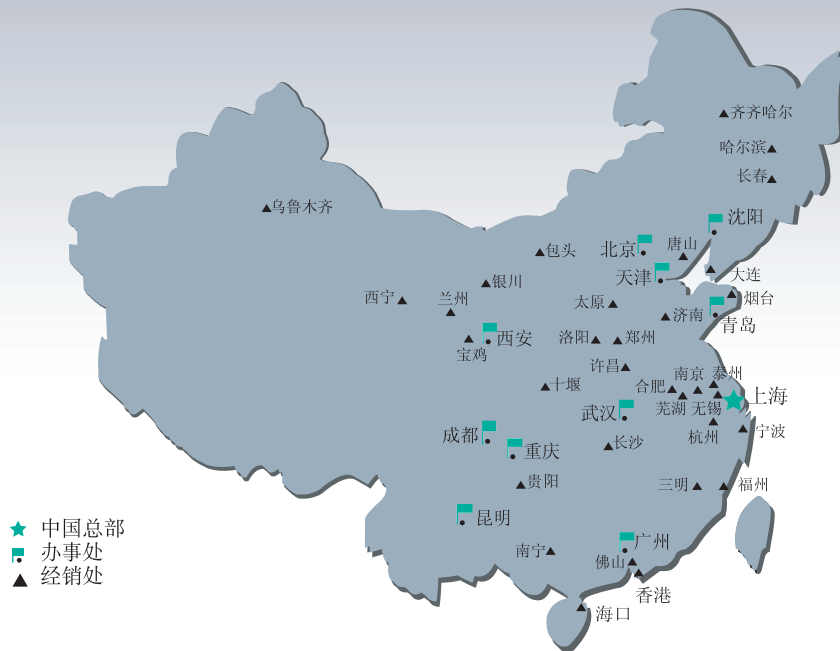 齐齐哈尔
哈尔滨
长春
乌鲁木齐
沈阳
北京
唐山
包头
天津
大连
银川
西宁
兰州
烟台
太原
济南
青岛
西安
洛阳
郑州
宝鸡
许昌
南京
泰州
十堰
合肥
上海
芜湖
无锡
武汉
杭州
宁波
成都
长沙
重庆
贵阳
三明
福州
昆明
广州
南宁
佛山
香港
海口
中国总部
办事处
经销处